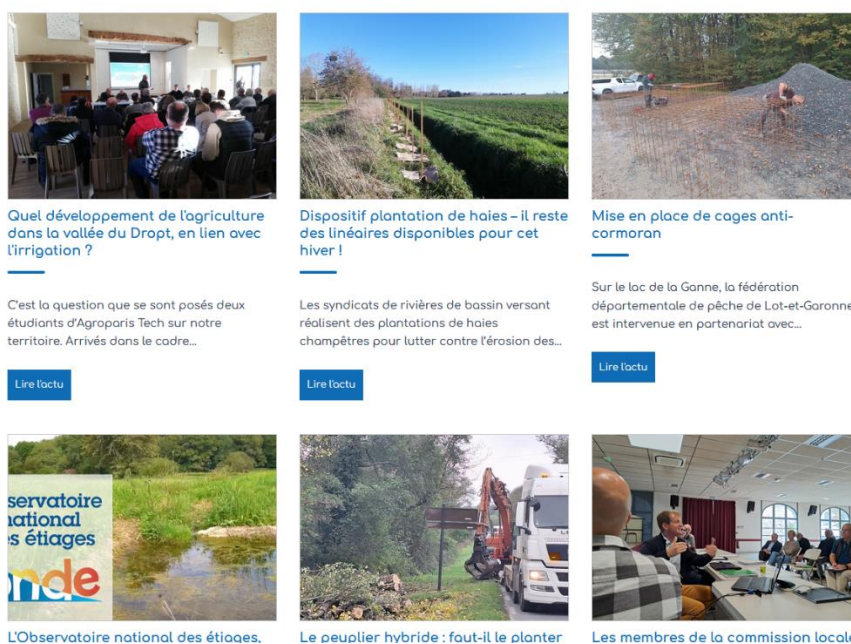 Quel développement de l'agriculture
dans la vallée du Dropt, en lien avec
l'irrigation ?
C'est la question que se sont posés deux
étudiants d'Agroparis Tech sur notre
territoire. Arrivés dans le cadre...
Lire l'actu
Dispositif plantation de haies – il reste
des linéaires disponibles pour cet
hiver !
Les syndicats de rivières de bassin versant
réalisent des plantations de haies
champêtres pour lutter contre l'érosion des...
Lire l'actu
Mise en place de cages anti-
cormoran
Sur le lac de la Ganne, la fédération
départementale de pêche de Lot-et-Garonne
est intervenue en partenariat avec...
Lire l'actu
servatoire
national
s étiages
onde
L'Observatoire national des étiages,
Le peuplier hybride : faut-il le planter
Les membres de la commission locale